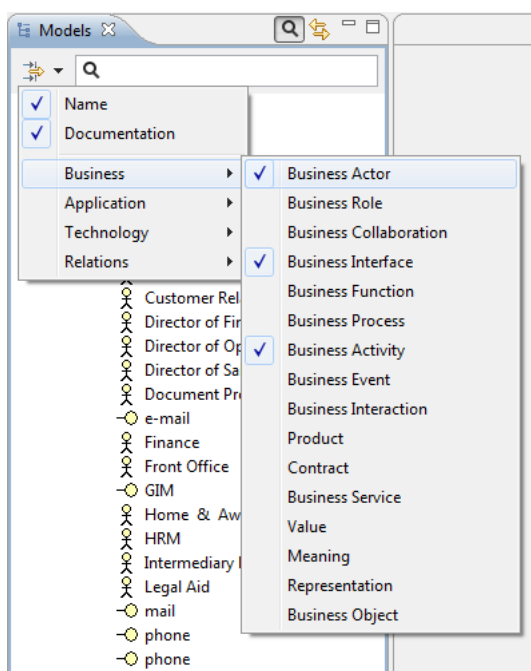 Models
Name
Documentation
Business
Application
Technology
Relations
Business Actor
Business Role
Business Collaboration
Business Interface
Business Function
Business Process
Business Activity
Business Event
Business Interaction
Product
Contract
Business Service
Value
Meaning
Representation
Business Object
Customer Rel
Director of Fin
Director of Op
Director of Sa
Document Pr
e-mail
Finance
Front Office
GIM
Home & Aw
HRM
Intermediary
Legal Aid
mail
phone
phone